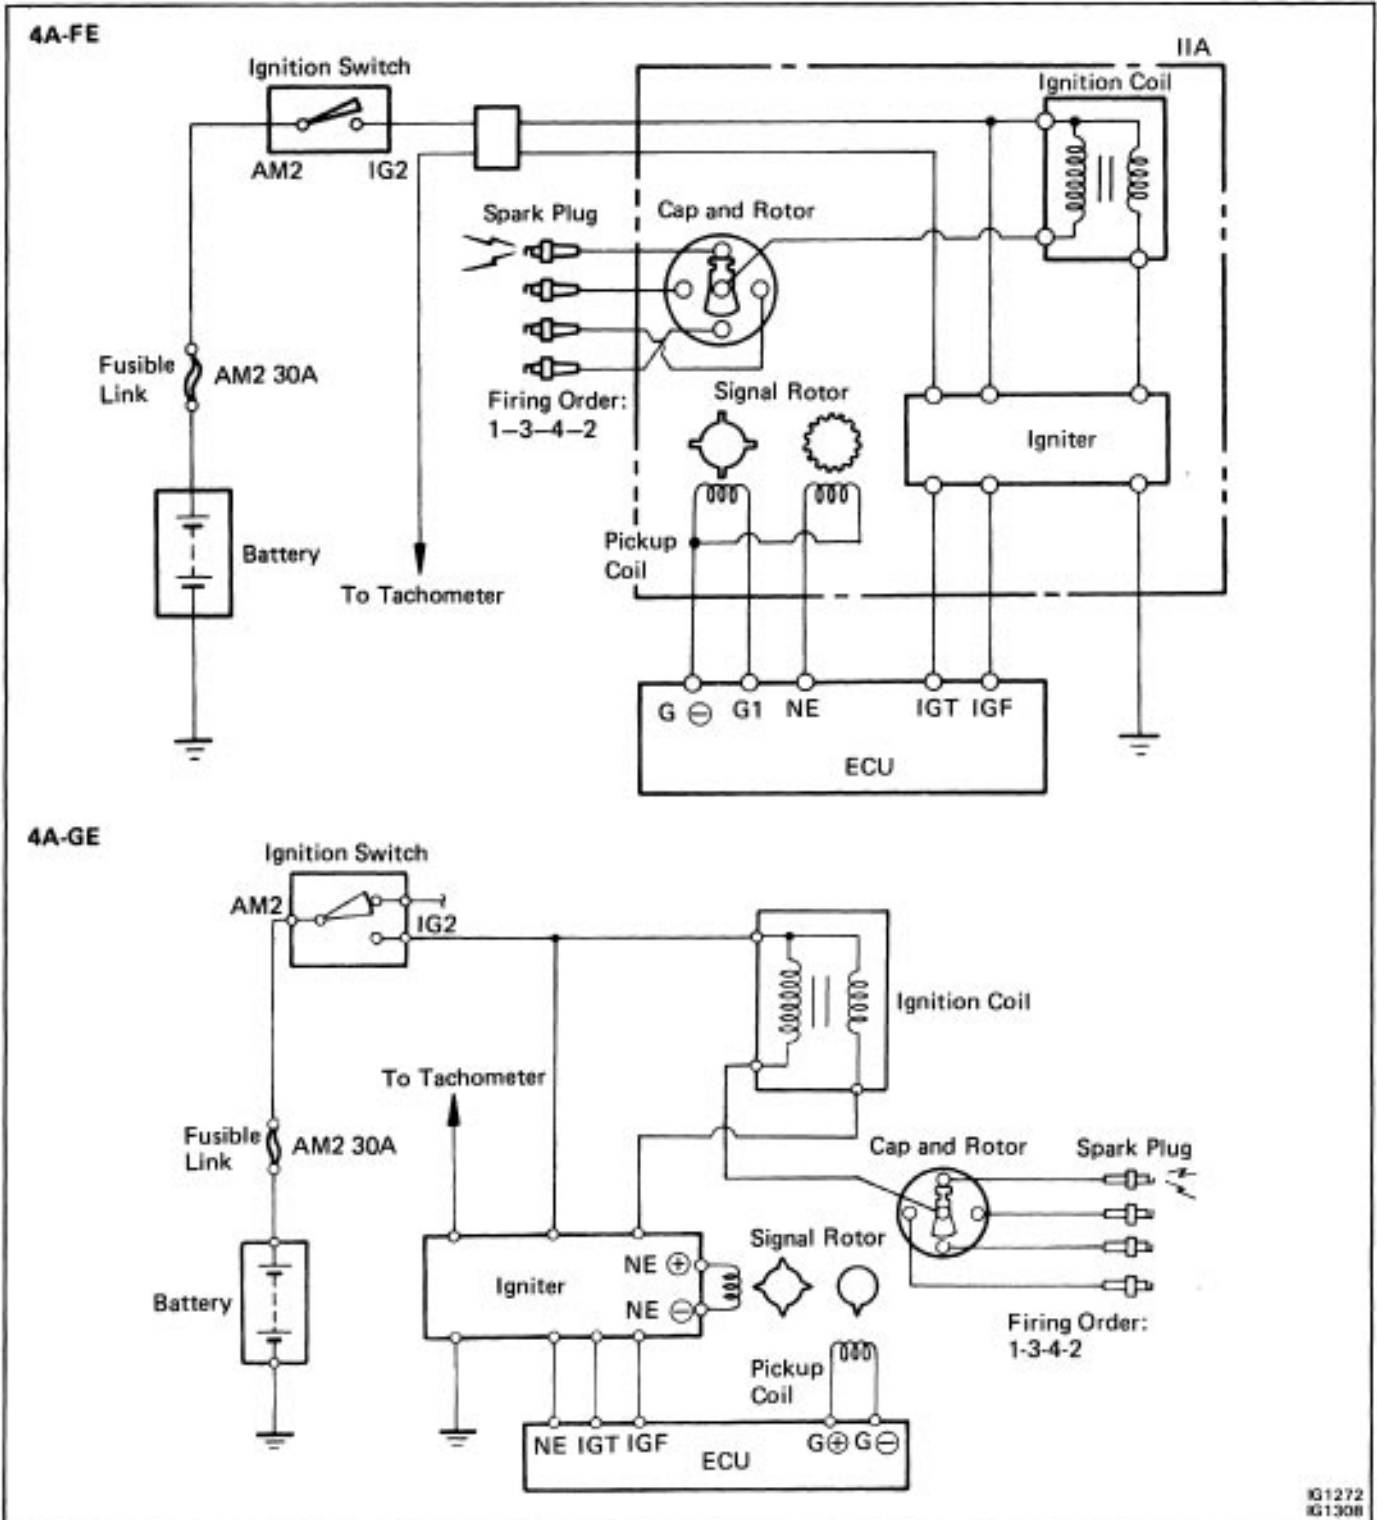 4A-FE
IIA
Ignition Switch
Ignition Coil
AM2
IG2
Spark Plug
Cap and Rotor
Fusible
Link
AM2 30A
Signal Rotor
Firing Order:
1–3–4–2
Igniter
Battery
Pickup
Coil
To Tachometer
G ⊖
G1
NE
IGT
IGF
ECU
4A-GE
Ignition Switch
AM2
IG2
Ignition Coil
To Tachometer
Fusible
Link
AM2 30A
Cap and Rotor
Spark Plug
Signal Rotor
NE ⊕
Igniter
NE ⊖
Battery
Firing Order:
1-3-4-2
Pickup
Coil
NE
IGT
IGF
G⊕
G⊖
ECU
IG1272
IG1308